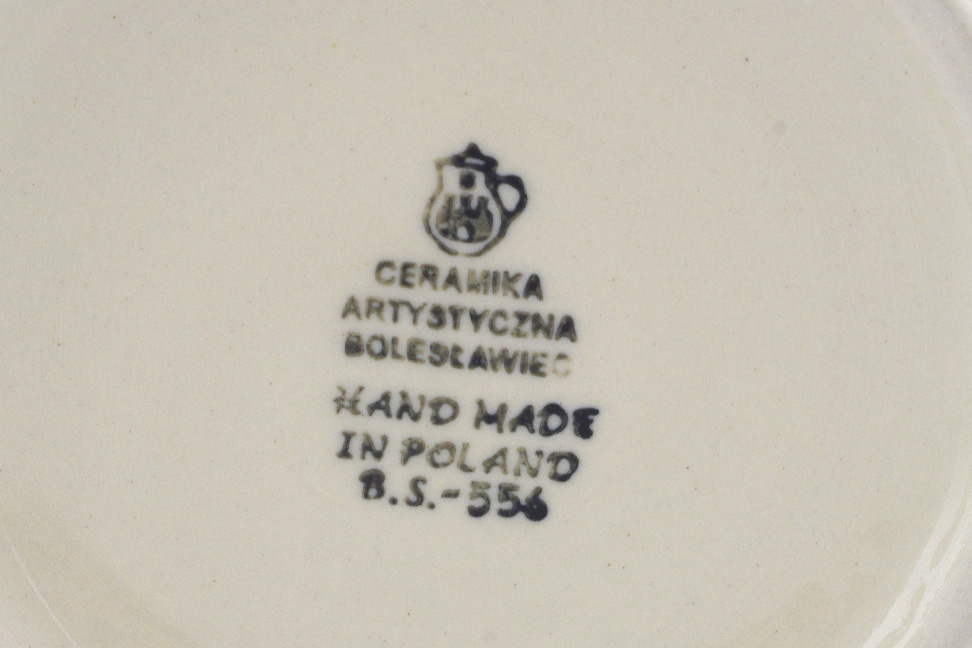 CERAMIKA
ARTYSTYCZNA
BOLESŁAWIEC
HAND MADE
IN POLAND
B.S.-556